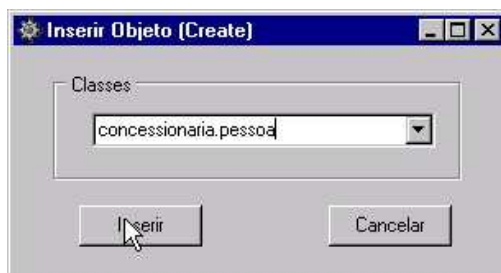 Inserir Objeto (Create)
Classes
concessionaria.pessoa
Inserir Cancelar